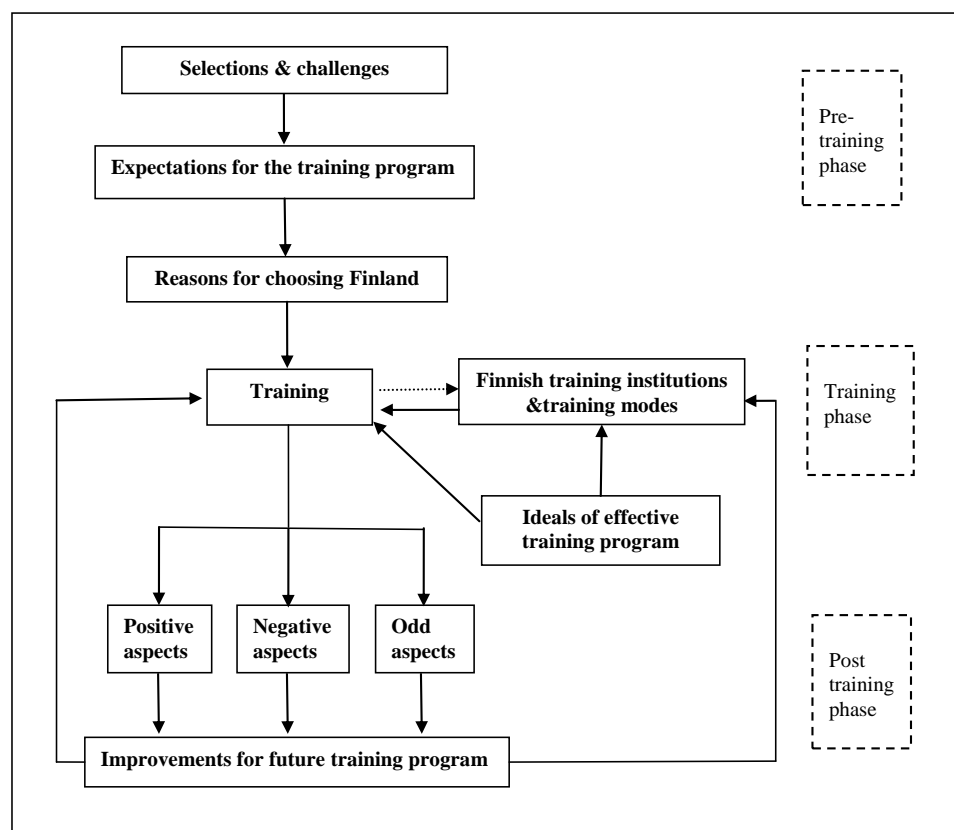 Selections & challenges
Pre-
training
phase
Expectations for the training program
Reasons for choosing Finland
Training
Finnish training institutions
&training modes
Training
phase
Ideals of effective
training program
Positive
aspects
Negative
aspects
Odd
aspects
Post
training
phase
Improvements for future training program